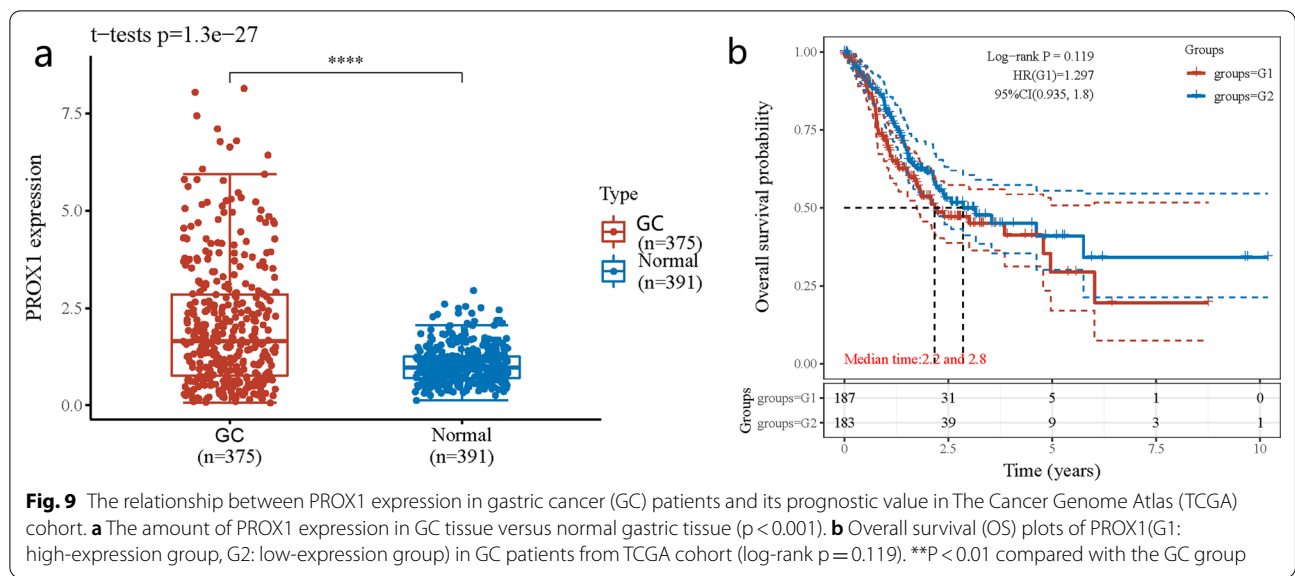 a
t-tests p=1.3e-27
****
7.5
5.0
2.5
0.0
PROX1 expression
GC
(n=375)
Normal
(n=391)
Type
GC
(n=375)
Normal
(n=391)
b
Log-rank P = 0.119
HR(G1)=1.297
95%CI(0.935, 1.8)
Groups
groups=G1
groups=G2
1.00
0.75
0.50
0.25
0.00
Overall survival probability
Median time:2.2 and 2.8
Groups
groups=G1 187 31 5 1 0
groups=G2 183 39 9 3 1
0 2.5 5 7.5 10
Time (years)
Fig. 9 The relationship between PROX1 expression in gastric cancer (GC) patients and its prognostic value in The Cancer Genome Atlas (TCGA)
cohort. a The amount of PROX1 expression in GC tissue versus normal gastric tissue (p < 0.001). b Overall survival (OS) plots of PROX1(G1:
high-expression group, G2: low-expression group) in GC patients from TCGA cohort (log-rank p = 0.119). **P < 0.01 compared with the GC group